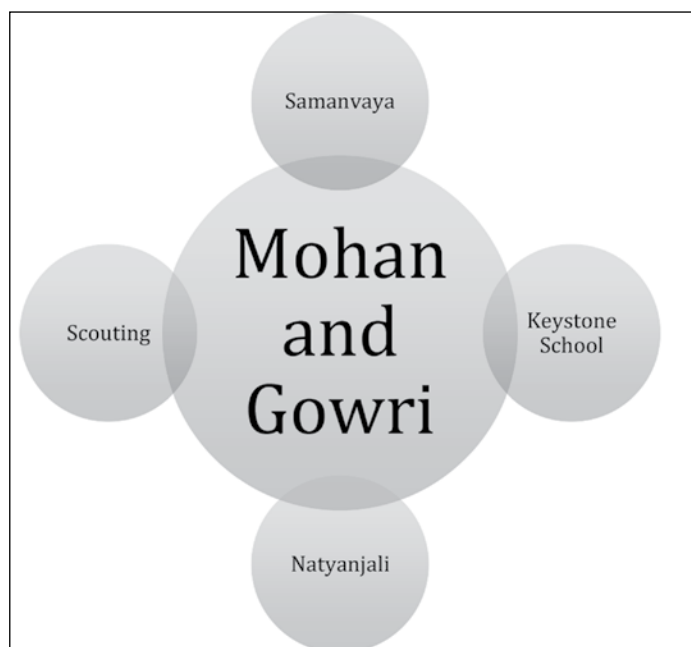 Samanvaya
Scouting
Mohan
and
Gowri
Keystone
School
Natyanjali